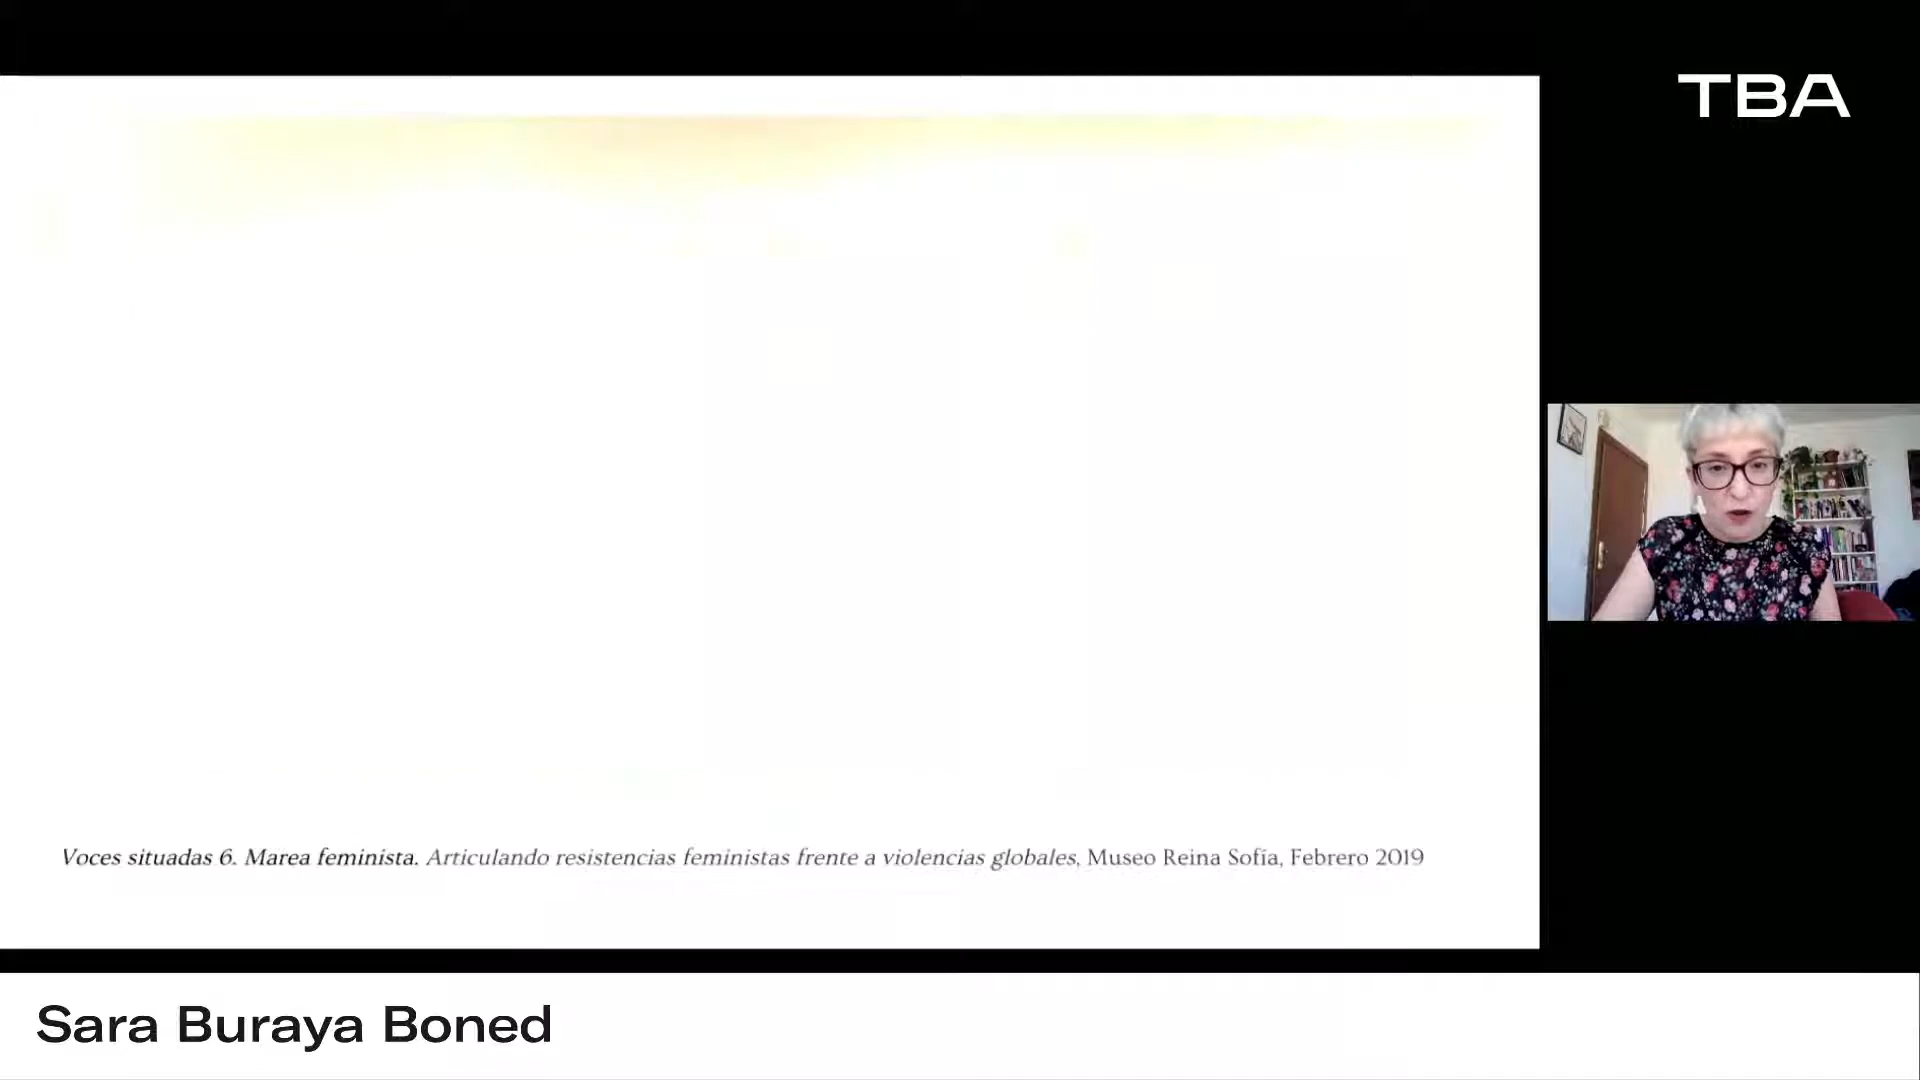 TBA
Voces situadas 6. Marea feminista. Articulando resistencias feministas frente a violencias globales, Museo Reina Sofía, Febrero 2019
Sara Buraya Boned